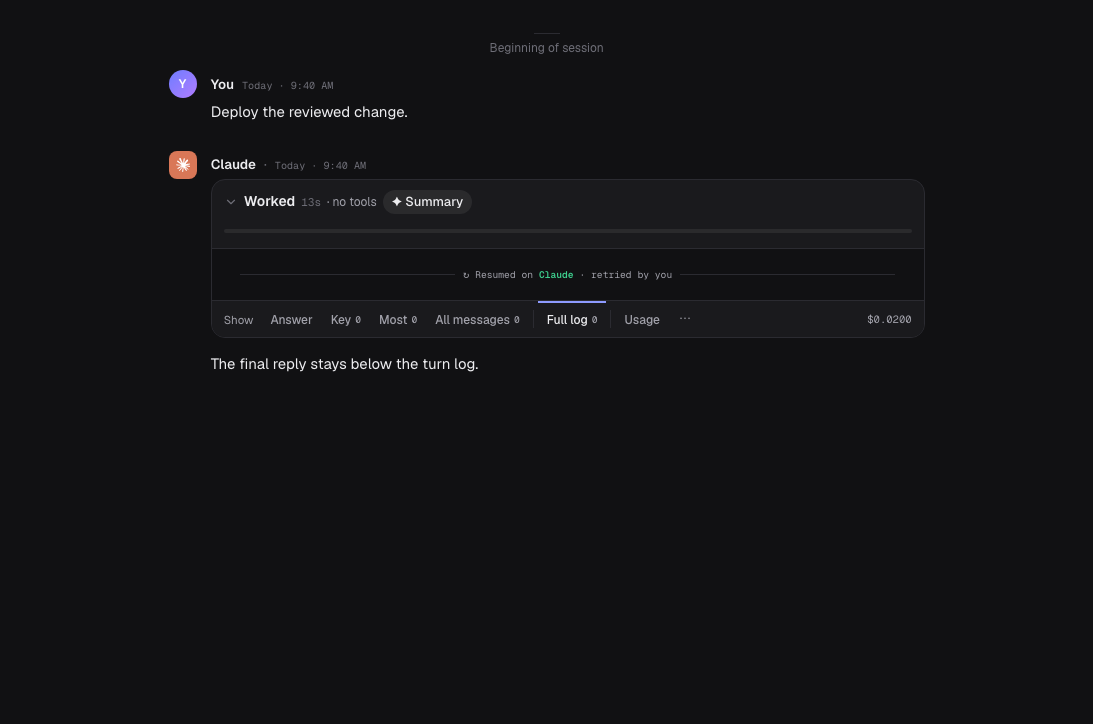 Beginning of session
Y You Today · 9:40 AM
Deploy the reviewed change.
Claude · Today · 9:40 AM
Worked 13s · no tools ✦ Summary
↻ Resumed on Claude · retried by you
Show Answer Key 0 Most 0 All messages 0 Full log 0 Usage ··· $0.0200
The final reply stays below the turn log.